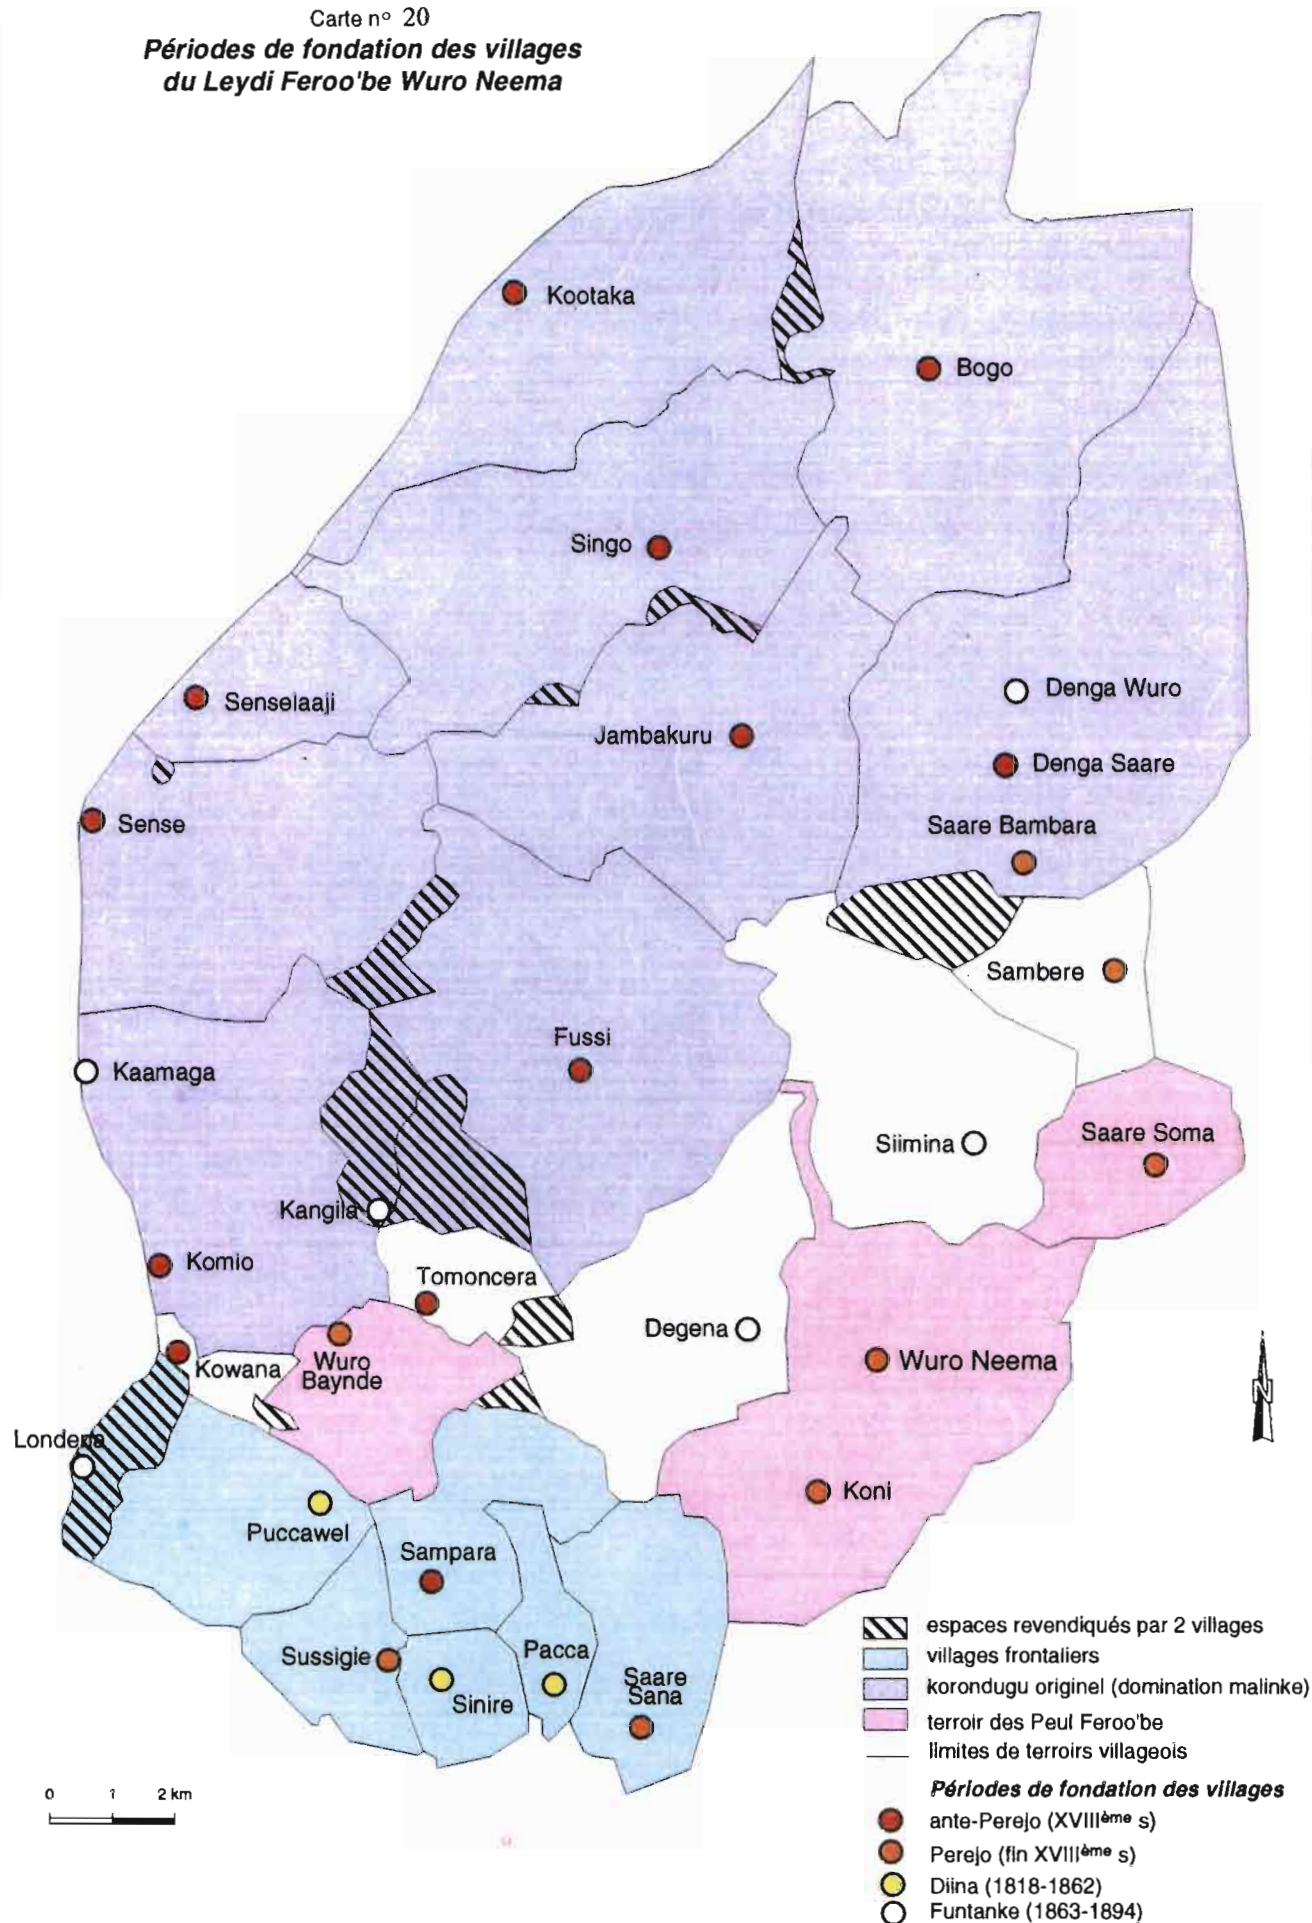 Carte nº 20
Périodes de fondation des villages
du Leydi Feroo'be Wuro Neema
Kootaka
Bogo
Singo
Denga Wuro
Senselaaji
Jambakuru
Denga Saare
Sense
Saare Bambara
Sambere
Fussi
Kaamaga
Saare Soma
Siimina
Kangila
Komio
Tomoncera
Degena
Wuro Neema
Kowana
Wuro
Baynde
Londena
Koni
Puccawel
Sampara
Sussigie
Pacca
Sinire
Saare
Sana
N
espaces revendiqués par 2 villages
villages frontaliers
korondugu originel (domination malinke)
terroir des Peul Feroo'be
limites de terroirs villageois
Périodes de fondation des villages
ante-Perejo (XVIIIème s)
Perejo (fin XVIIIème s)
Diina (1818-1862)
Funtanke (1863-1894)
0 1 2 km